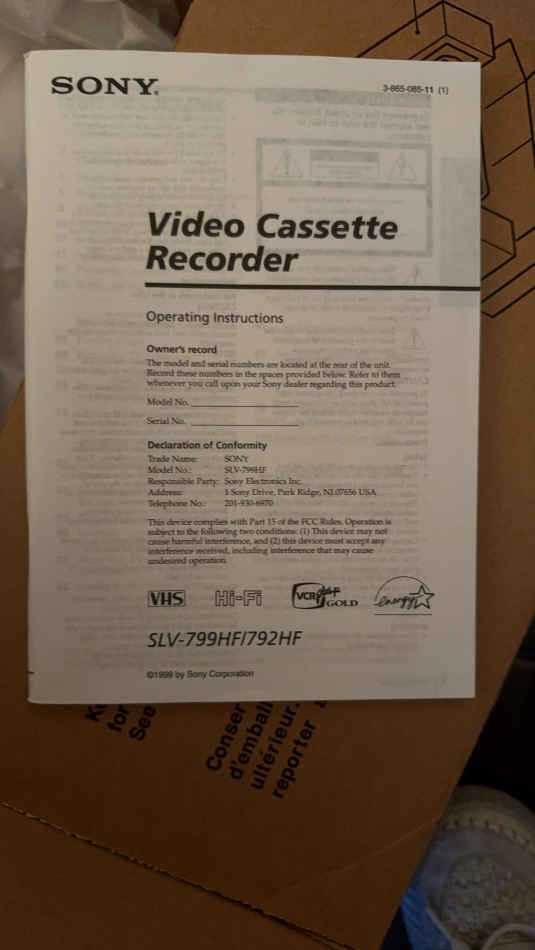 SONY®
3-865-085-11 (1)
Video Cassette
Recorder
Operating Instructions
Owner's record
The model and serial numbers are located at the rear of the unit.
Record these numbers in the spaces provided below. Refer to them
whenever you call upon your Sony dealer regarding this product.
Model No. ____________________
Serial No. ____________________
Declaration of Conformity
Trade Name: SONY
Model No.: SLV-799HF
Responsible Party: Sony Electronics Inc.
Address: 1 Sony Drive, Park Ridge, NJ 07656 USA
Telephone No.: 201-930-6970
This device complies with Part 15 of the FCC Rules. Operation is
subject to the following two conditions: (1) This device may not
cause harmful interference, and (2) this device must accept any
interference received, including interference that may cause
undesired operation.
VHS Hi-Fi VCR plus GOLD energy
SLV-799HF/792HF
©1999 by Sony Corporation
for
See
Conser
d'emball
ultérieur.
reporter